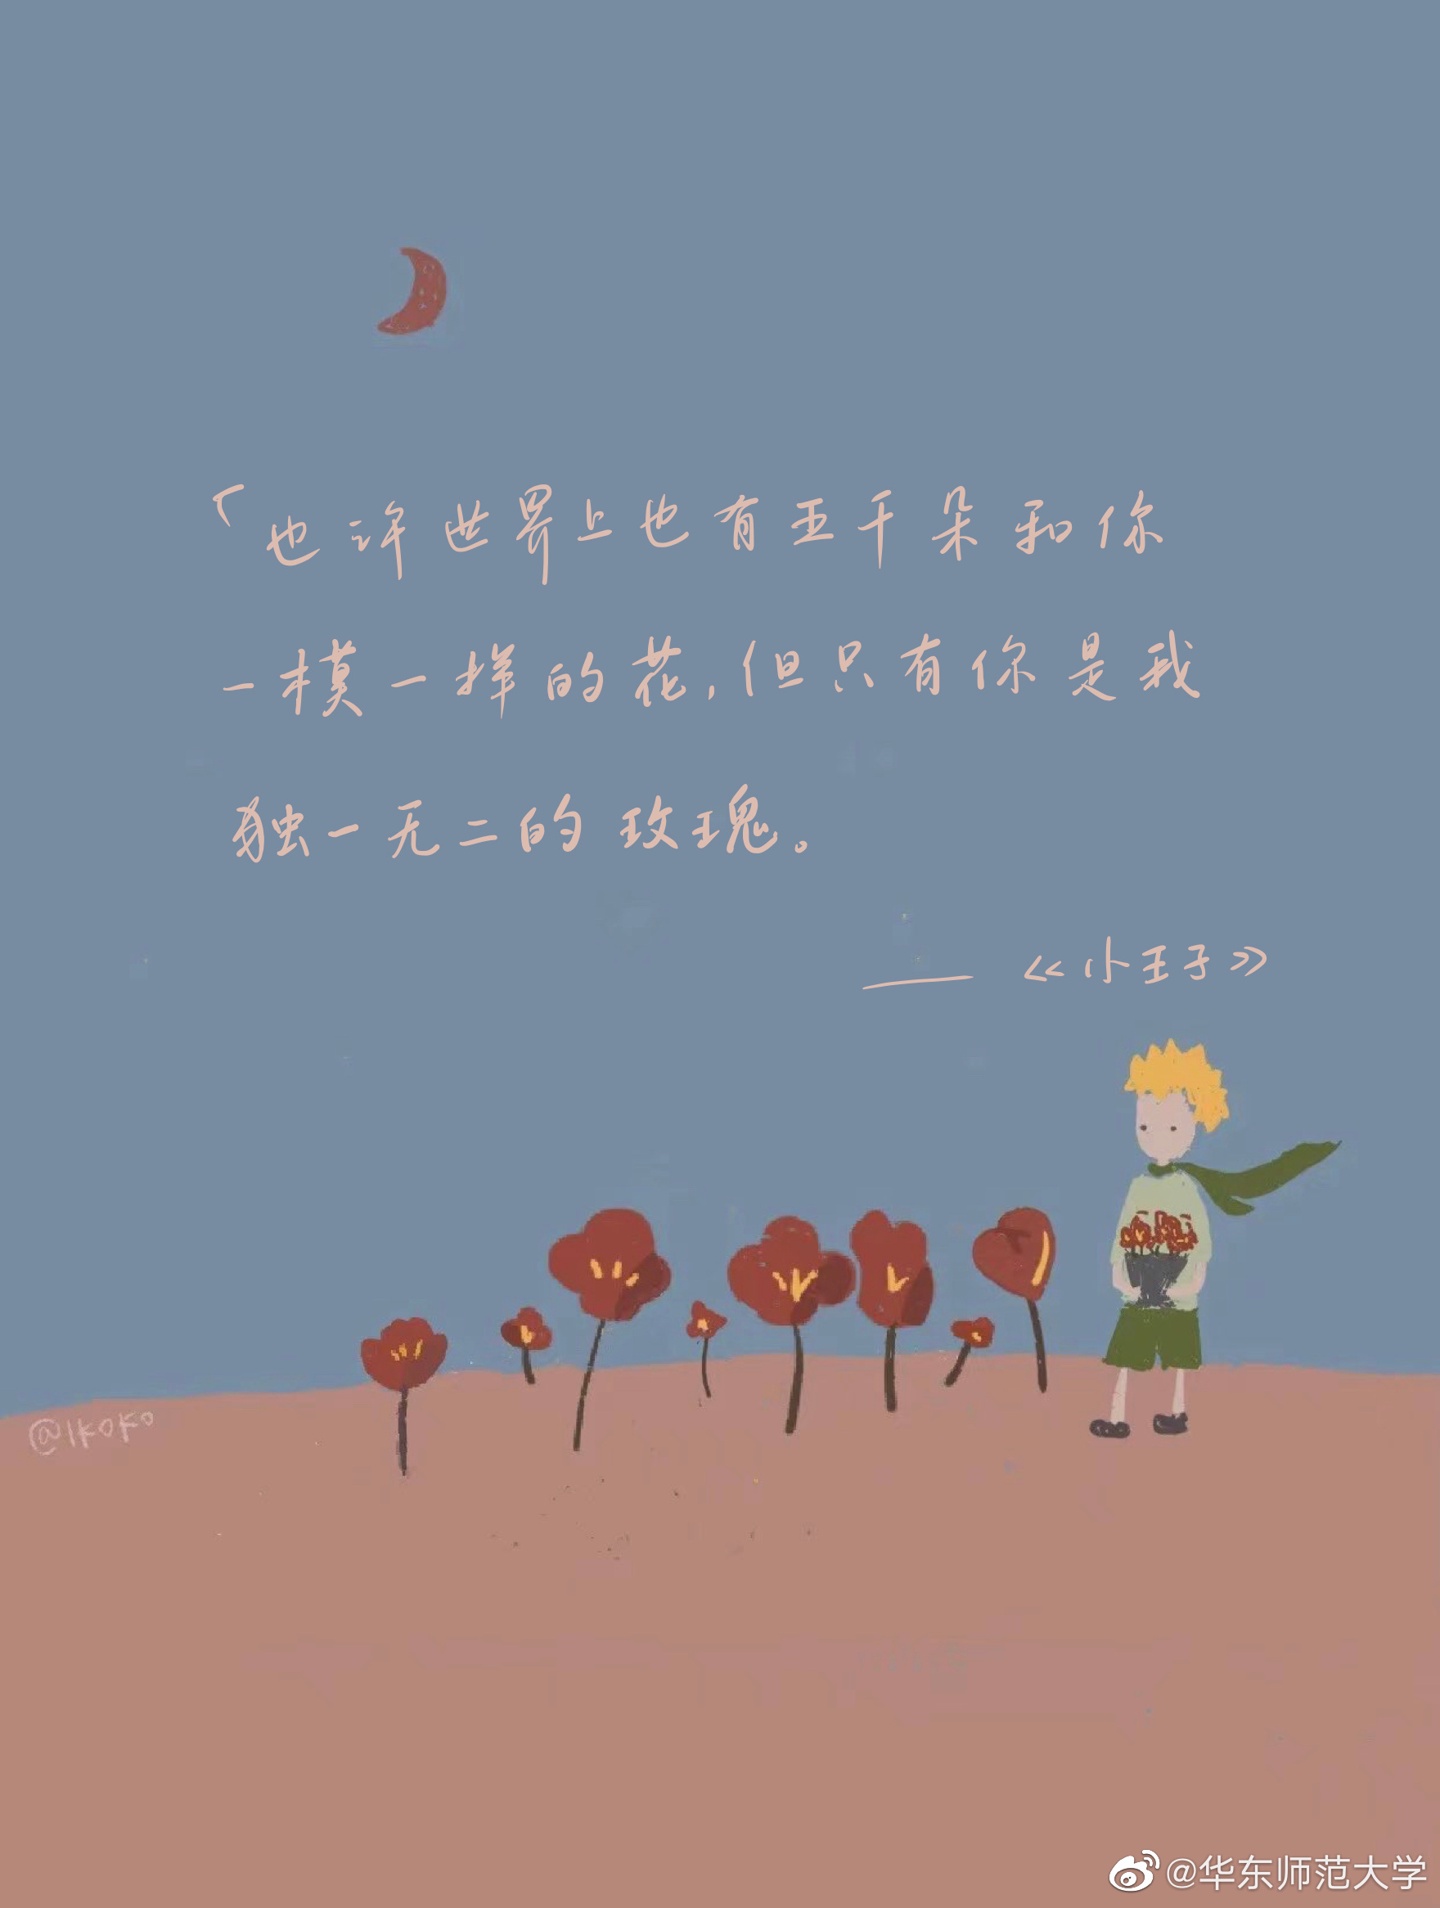 「也许世界上也有五千朵和你
一模一样的花,但只有你是我
独一无二的玫瑰。
——《小王子》
@IKOKO
@华东师范大学